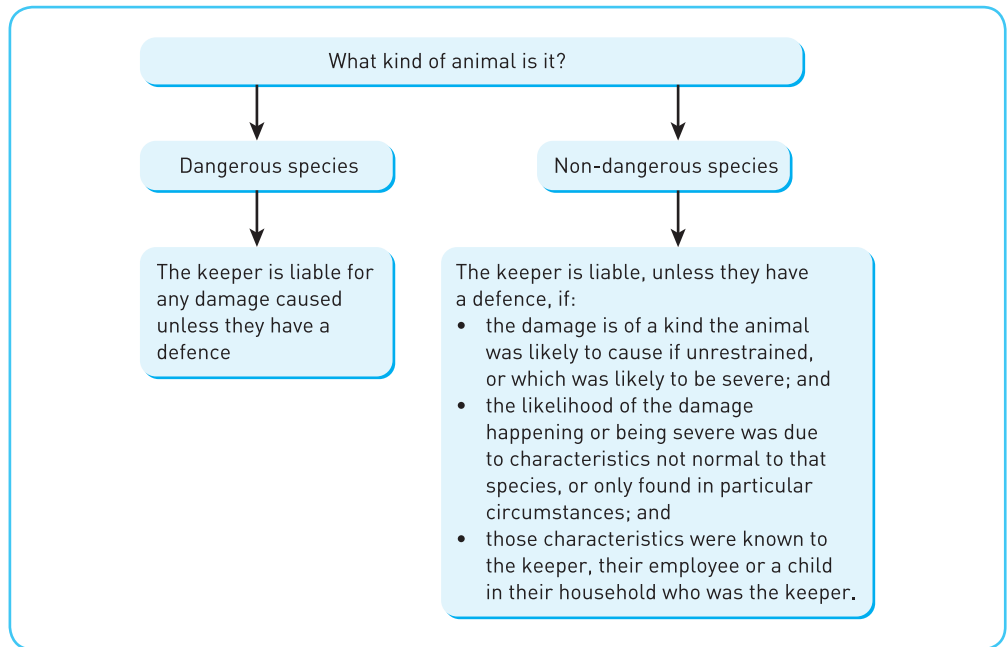 What kind of animal is it?
Dangerous species
Non-dangerous species
The keeper is liable for
any damage caused
unless they have a
defence
The keeper is liable, unless they have
a defence, if:
• the damage is of a kind the animal
was likely to cause if unrestrained,
or which was likely to be severe; and
• the likelihood of the damage
happening or being severe was due
to characteristics not normal to that
species, or only found in particular
circumstances; and
• those characteristics were known to
the keeper, their employee or a child
in their household who was the keeper.